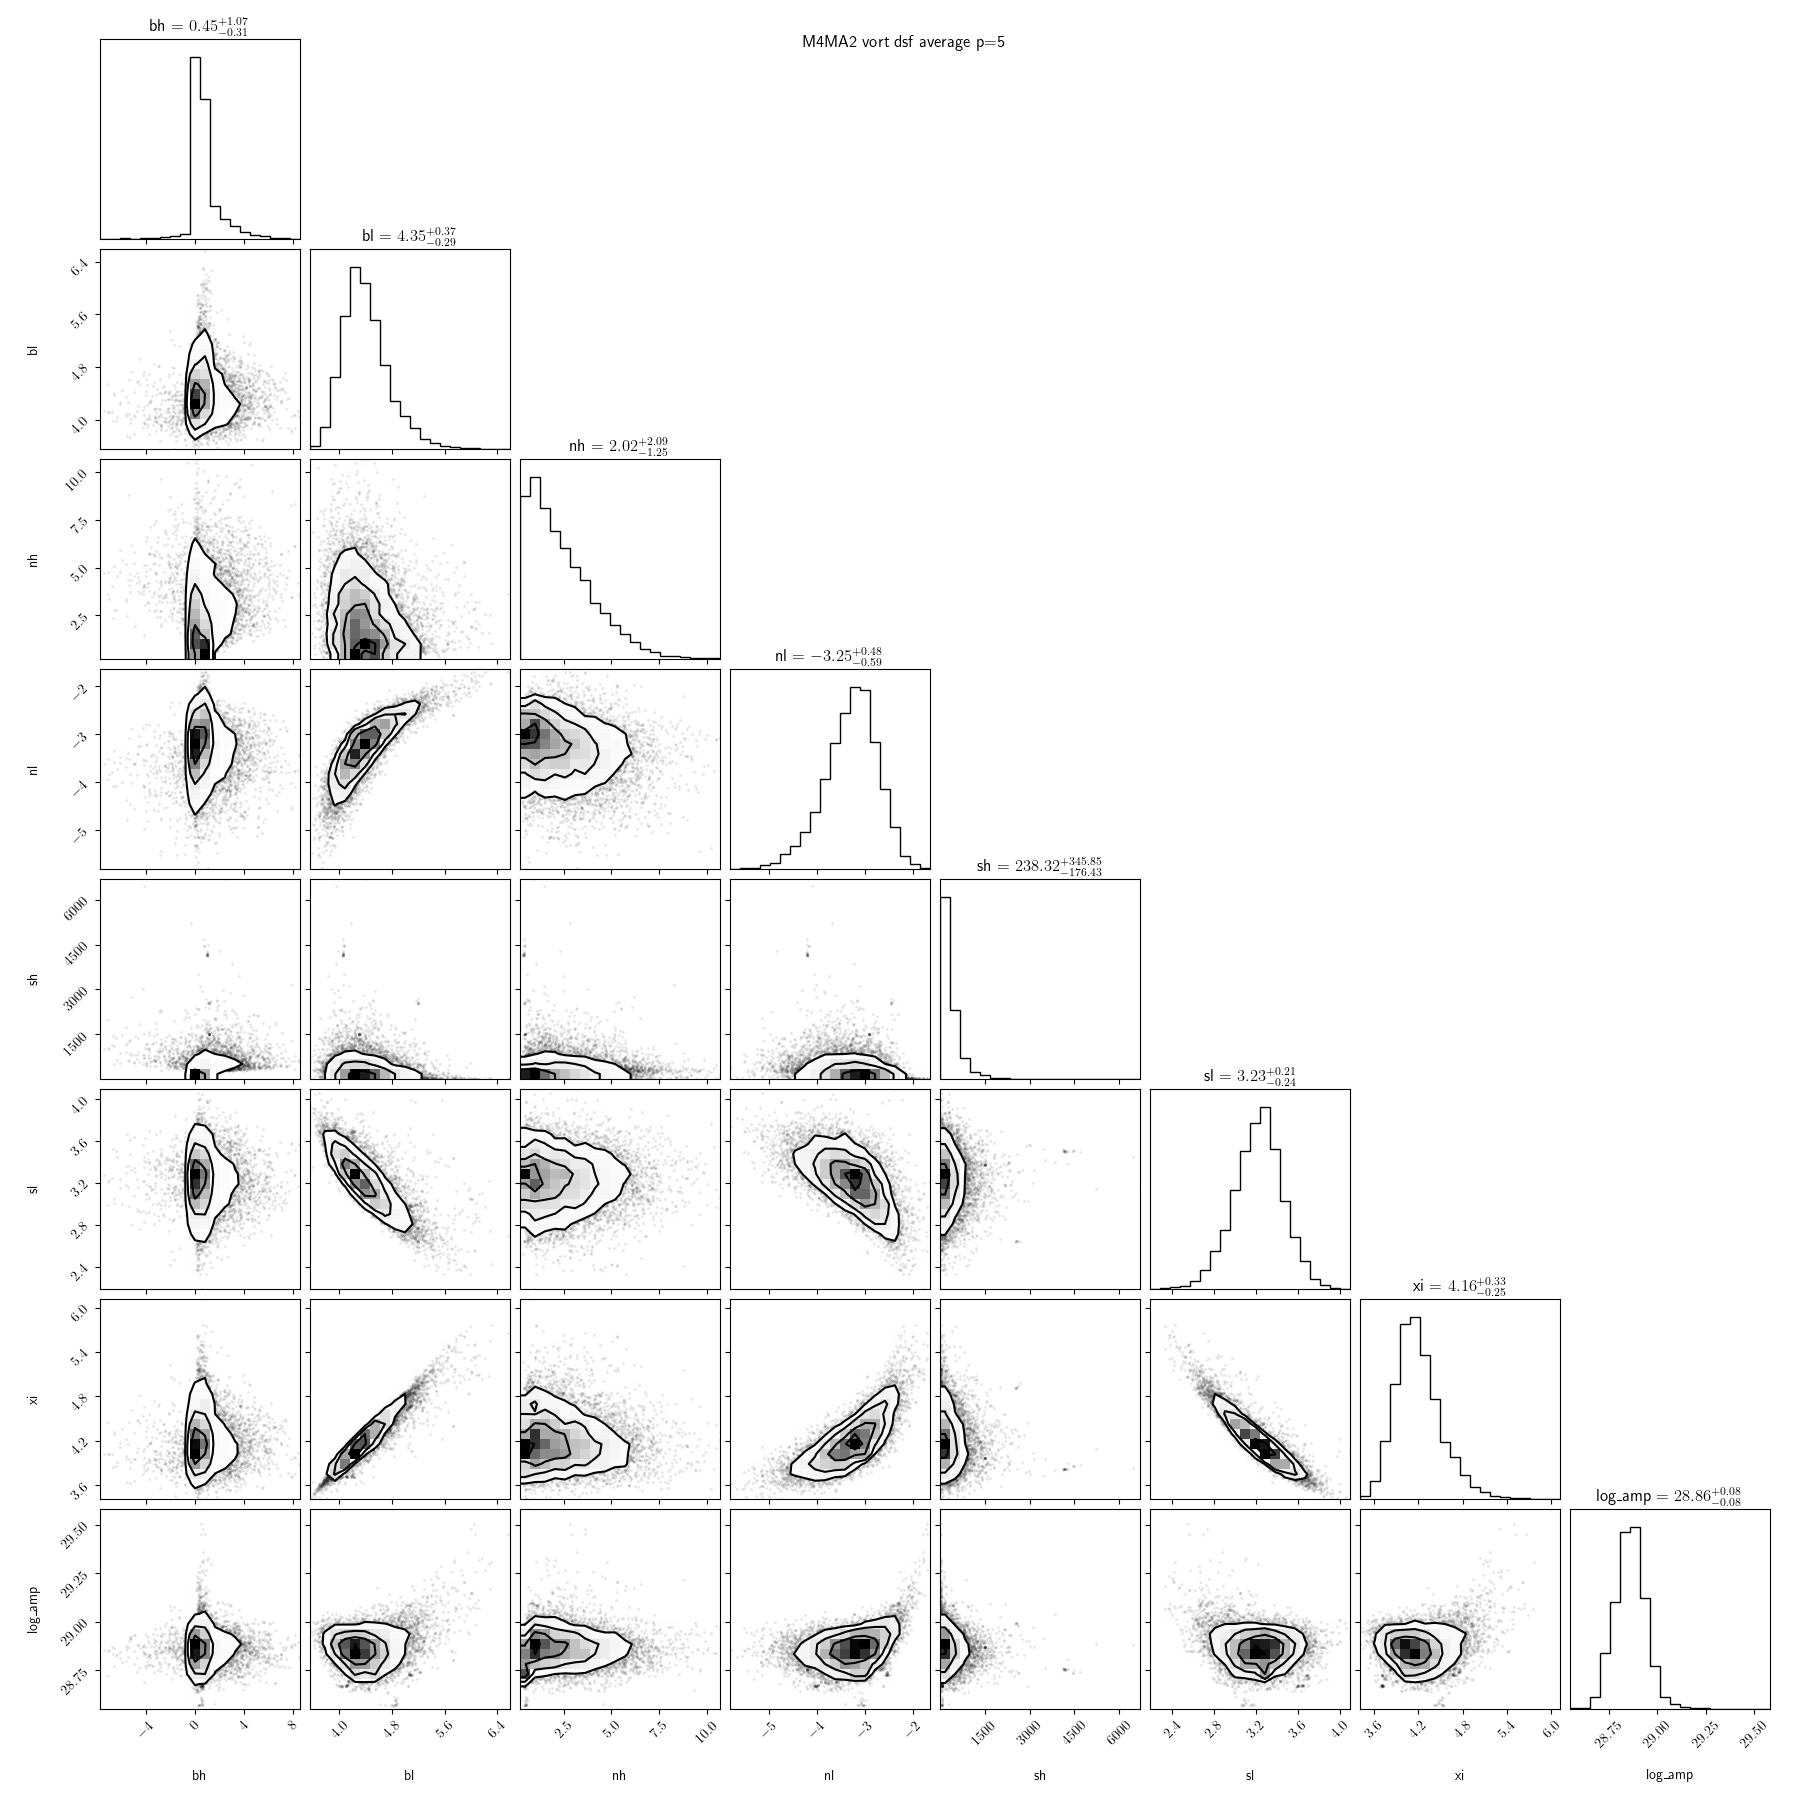 M4MA2 vort dsf average p=5
bh = 0.45+1.07 −0.31
bl = 4.35+0.37 −0.29
nh = 2.02+2.09 −1.25
nl = −3.25+0.48 −0.59
sh = 238.32+345.85 −176.43
sl = 3.23+0.21 −0.24
xi = 4.16+0.33 −0.25
log_amp = 28.86+0.08 −0.08
bl
6.4
5.6
4.8
4.0
nh
10.0
7.5
5.0
2.5
nl
−2
−3
−4
−5
sh
6000
4500
3000
1500
sl
4.0
3.6
3.2
2.8
2.4
xi
6.0
5.4
4.8
4.2
3.6
log_amp
29.50
29.25
29.00
28.75
−4 0 4 8
4.0 4.8 5.6 6.4
2.5 5.0 7.5 10.0
−5 −4 −3 −2
1500 3000 4500 6000
2.4 2.8 3.2 3.6 4.0
3.6 4.2 4.8 5.4 6.0
28.75 29.00 29.25 29.50
bh bl nh nl sh sl xi log_amp